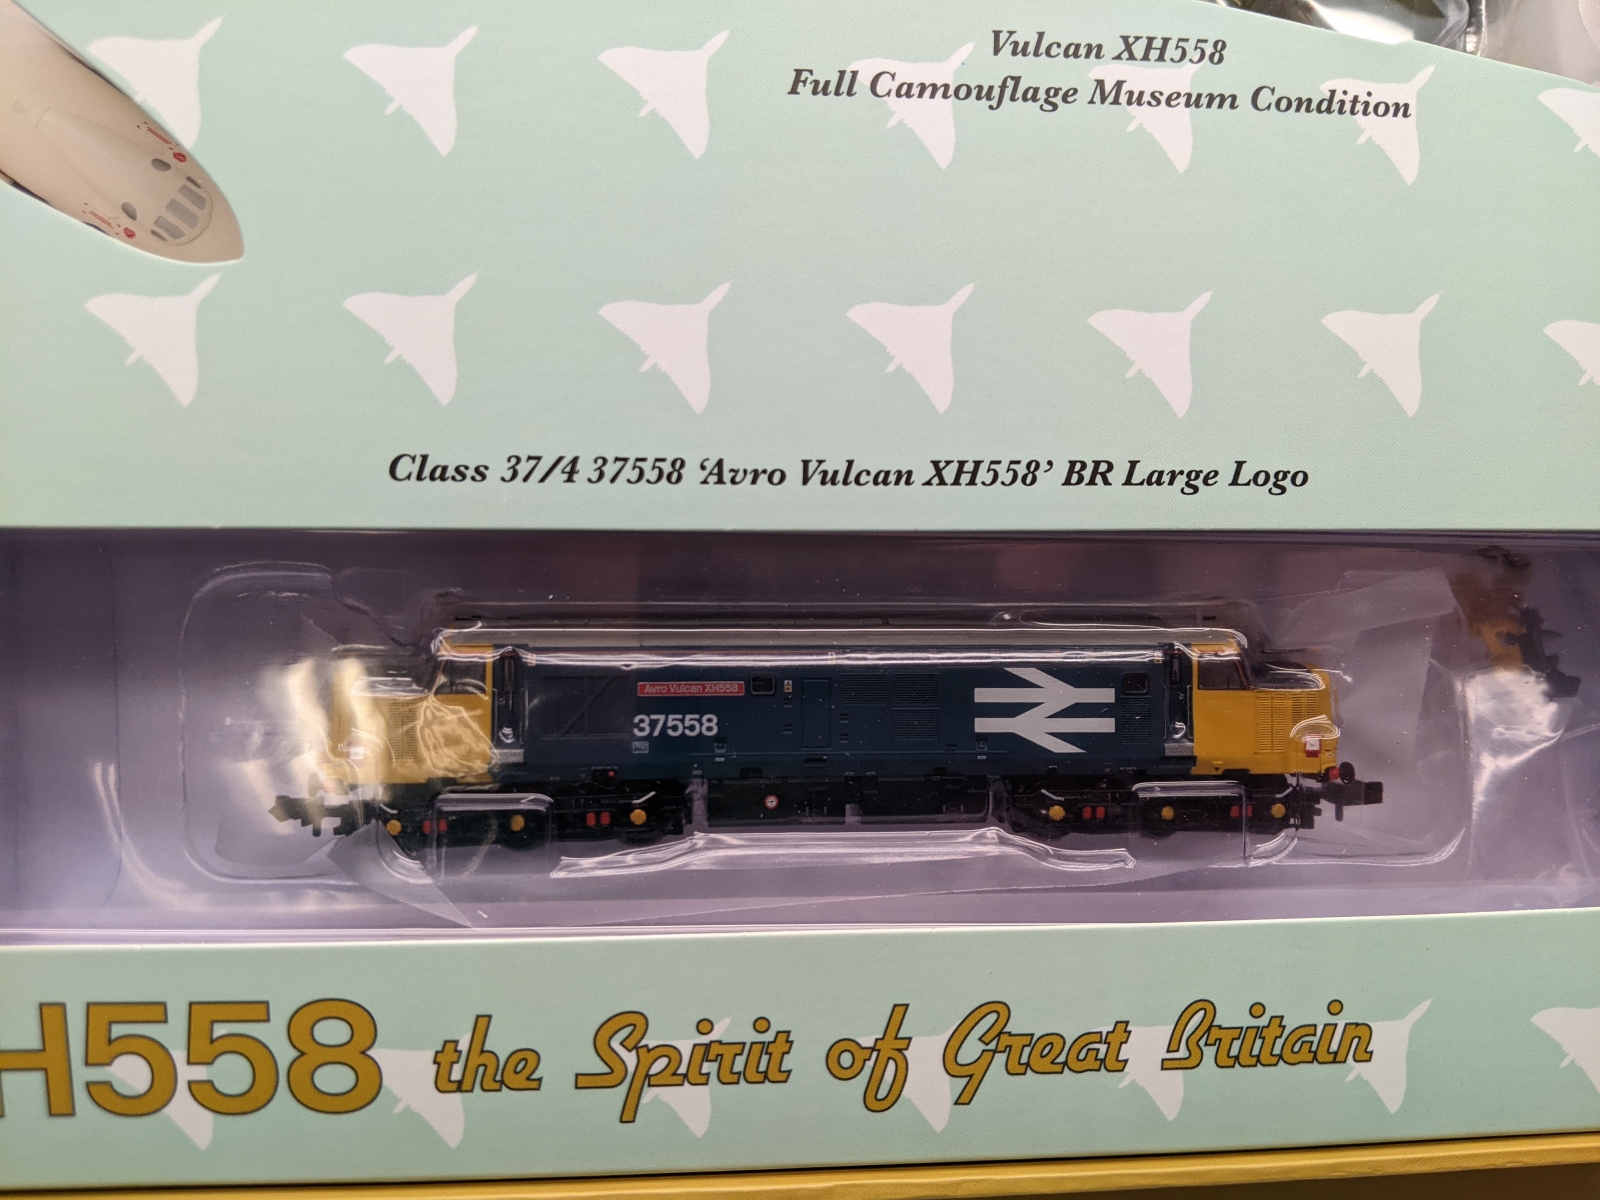 Vulcan XH558
Full Camouflage Museum Condition
Class 37/4 37558 ‘Avro Vulcan XH558’ BR Large Logo
Avro Vulcan XH558
37558
H558 the Spirit of Great Britain